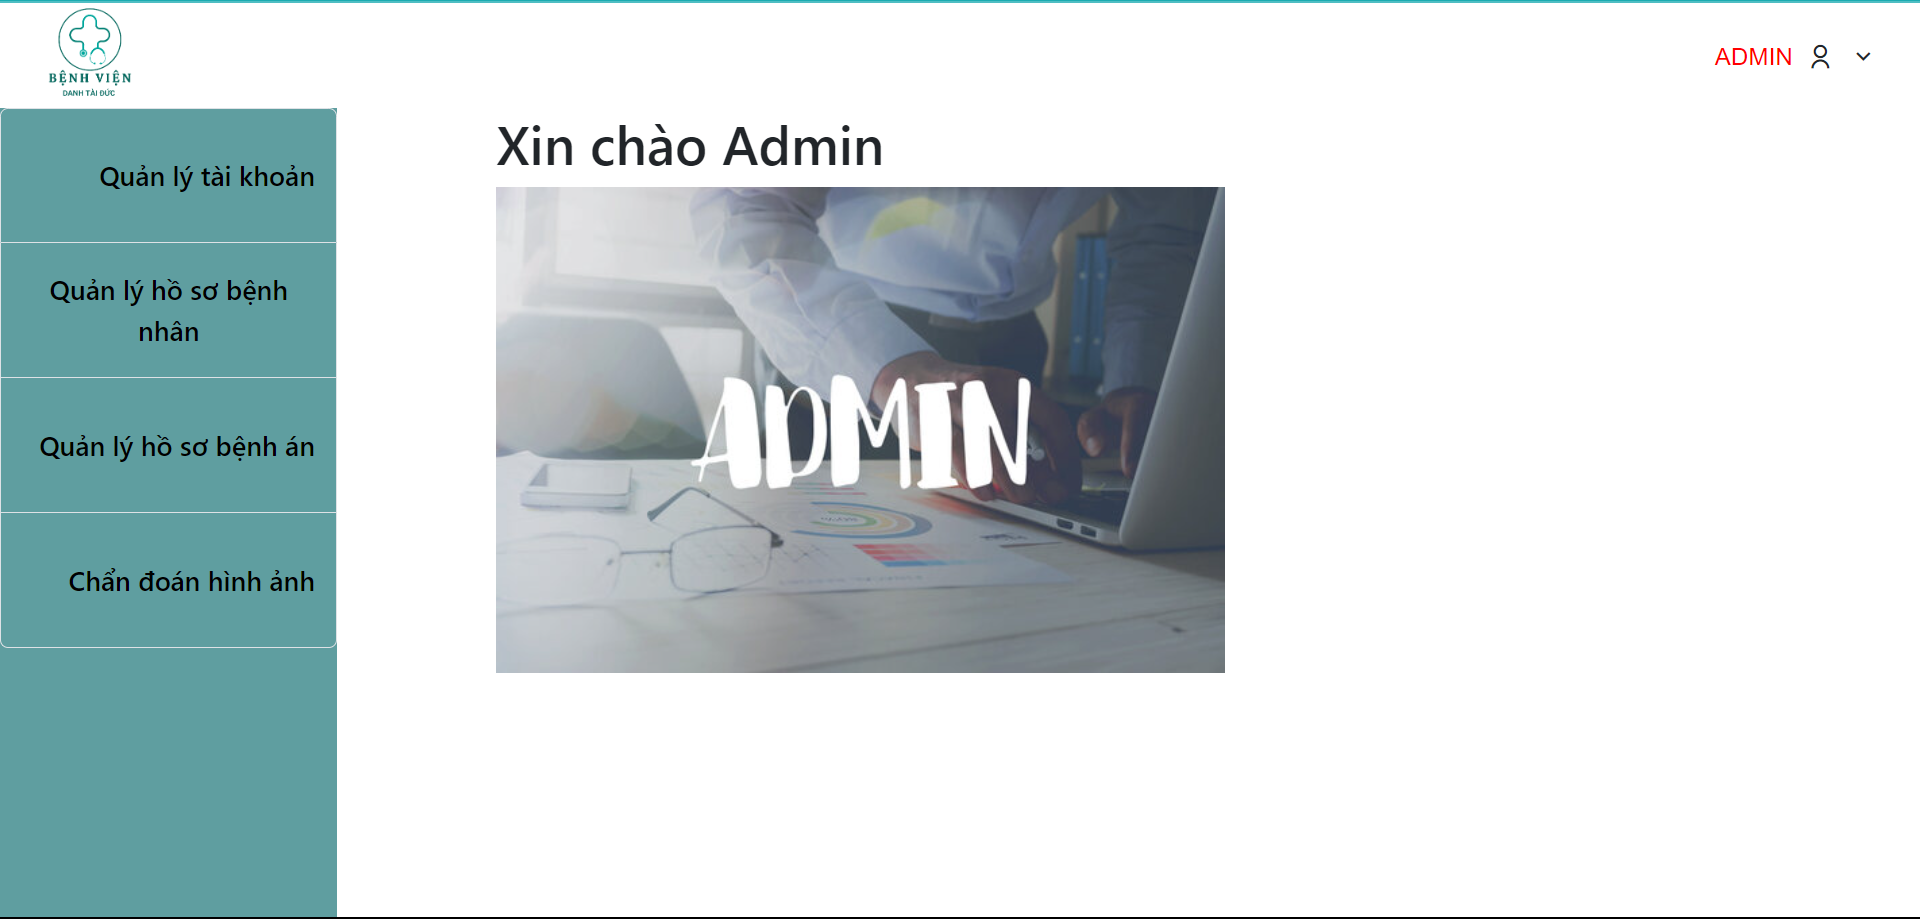 BỆNH VIỆN
DANH TÀI ĐỨC
ADMIN
Quản lý tài khoản
Quản lý hồ sơ bệnh
nhân
Quản lý hồ sơ bệnh án
Chẩn đoán hình ảnh
Xin chào Admin
ADMIN